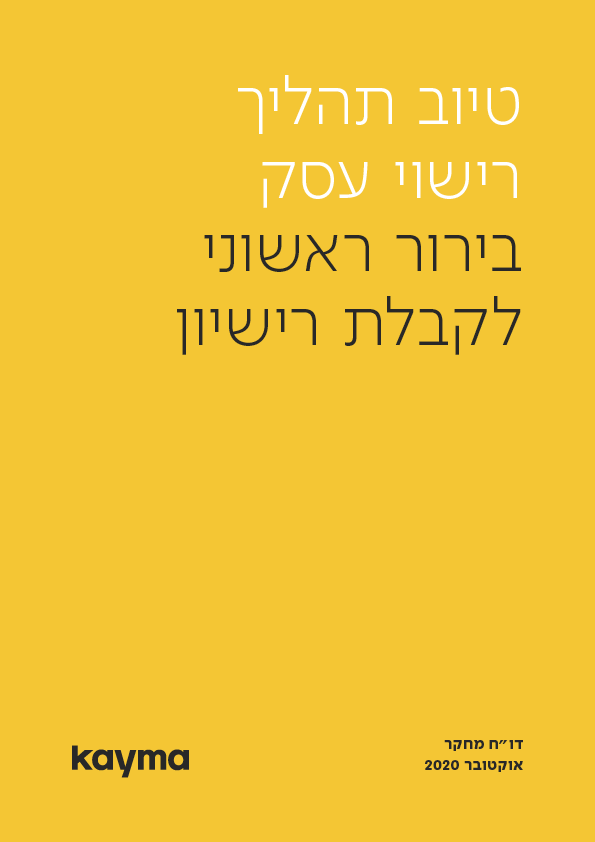 טיוב תהליך
רישוי עסק
בירור ראשוני
לקבלת רישיון
דו״ח מחקר
אוקטובר 2020
kayma